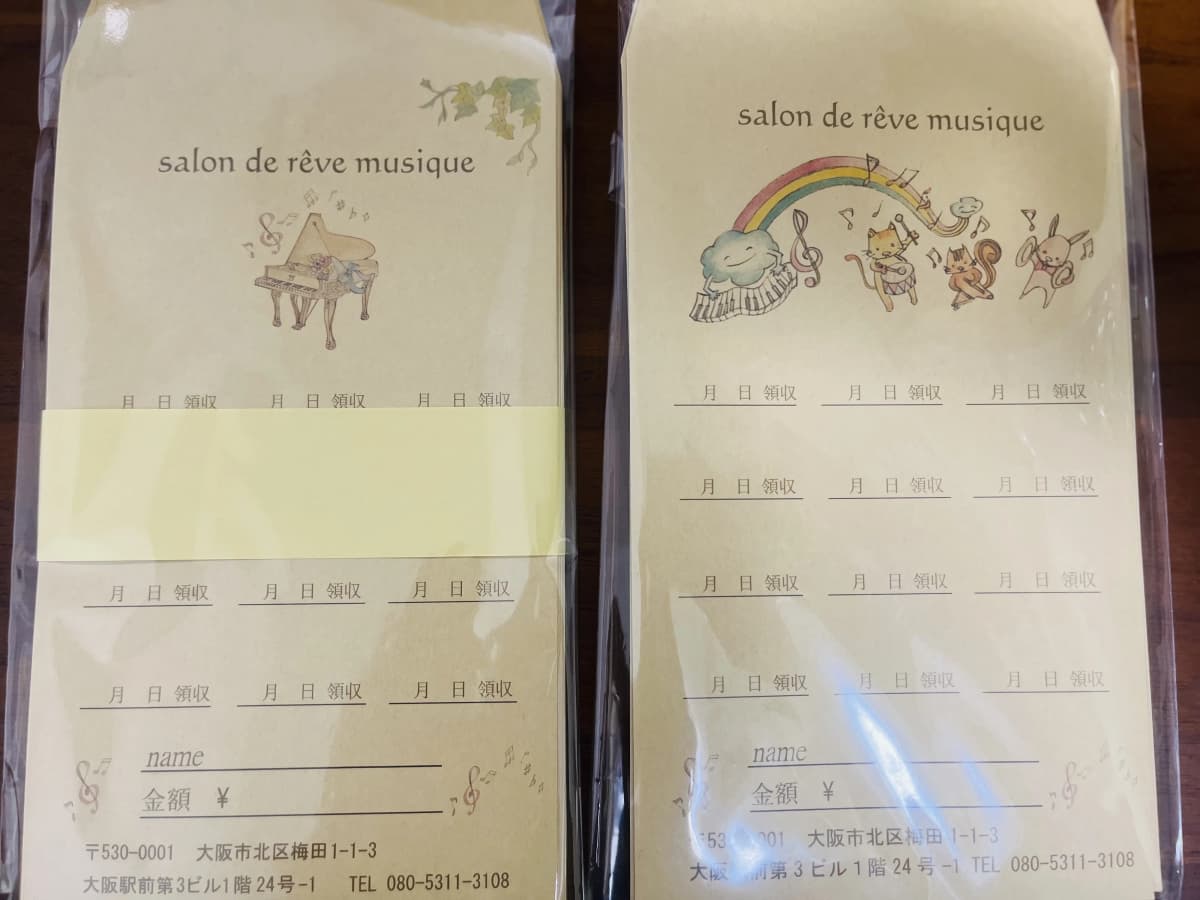 salon de rêve musique
月 日 領収 月 日 領収 月 日 領収
月 日 領収 月 日 領収 月 日 領収
月 日 領収 月 日 領収 月 日 領収
name
金額 ¥
〒530-0001 大阪市北区梅田1-1-3
大阪駅前第3ビル1階24号-1 TEL 080-5311-3108
salon de rêve musique
月 日 領収 月 日 領収 月 日 領収
月 日 領収 月 日 領収 月 日 領収
月 日 領収 月 日 領収 月 日 領収
月 日 領収 月 日 領収 月 日 領収
name
金額 ¥
〒530-0001 大阪市北区梅田1-1-3
大阪 前第3ビル1階24号-1 TEL 080-5311-3108